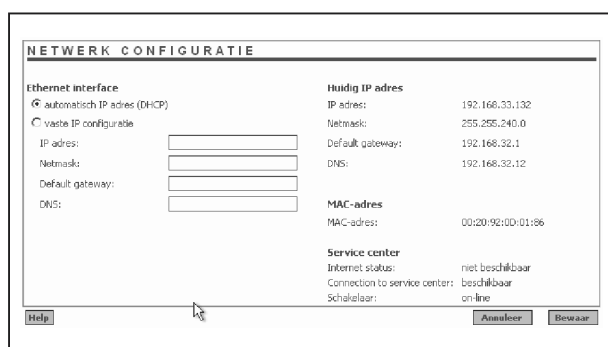 NETWERK CONFIGURATIE
Ethernet interface
automatisch IP adres (DHCP)
vaste IP configuratie
IP adres:
Netmask:
Default gateway:
DNS:
Huidig IP adres
IP adres: 192.168.33.132
Netmask: 255.255.240.0
Default gateway: 192.168.32.1
DNS: 192.168.32.12
MAC-adres
MAC-adres: 00:20:92:0D:01:86
Service center
Internet status: niet beschikbaar
Connection to service center: beschikbaar
Schakelaar: on-line
Help
Annuleer
Bewaar